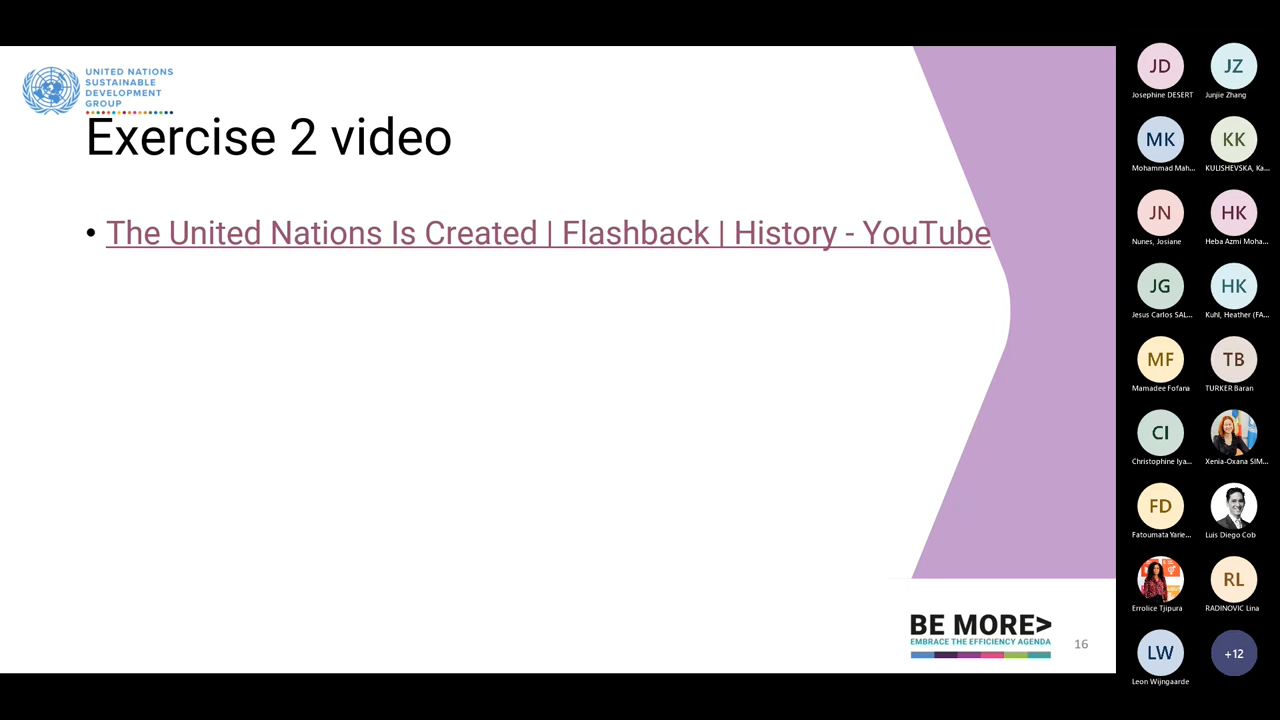 UNITED NATIONS
SUSTAINABLE
DEVELOPMENT
GROUP
Exercise 2 video
• The United Nations Is Created | Flashback | History - YouTube
BE MORE>
EMBRACE THE EFFICIENCY AGENDA
16
JD
Josephine DESERT
JZ
Junjie Zhang
MK
Mohammad Mah...
KK
KULISHEVSKA, Ka...
JN
Nunes, Josiane
HK
Heba Azmi Moha...
JG
Jesus Carlos SAL...
HK
Kuhl, Heather (FA...
MF
Mamadee Fofana
TB
TURKER Baran
CI
Christophine Iya...
Xenia-Oxana SIM...
FD
Fatoumata Yarie...
Luis Diego Cob
Errolice Tjipura
RL
RADINOVIC Lina
LW
Leon Wijngaarde
+12